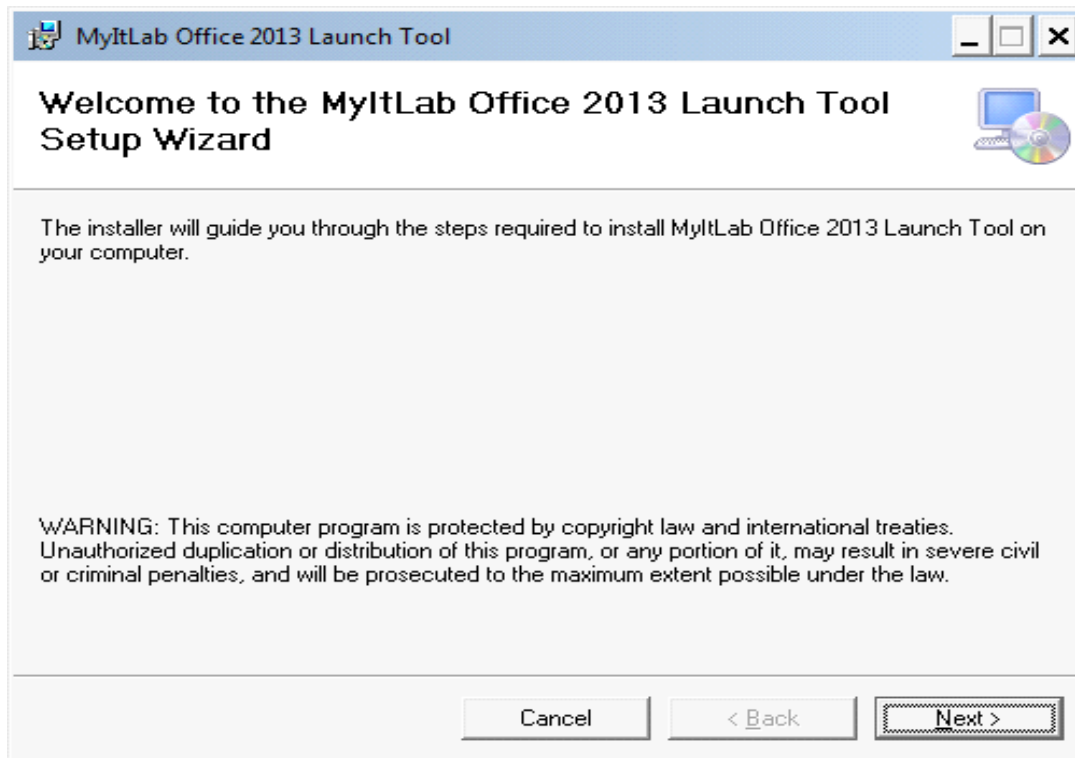 MyItLab Office 2013 Launch Tool
Welcome to the MyItLab Office 2013 Launch Tool
Setup Wizard
The installer will guide you through the steps required to install MyItLab Office 2013 Launch Tool on
your computer.
WARNING: This computer program is protected by copyright law and international treaties.
Unauthorized duplication or distribution of this program, or any portion of it, may result in severe civil
or criminal penalties, and will be prosecuted to the maximum extent possible under the law.
Cancel < Back Next >